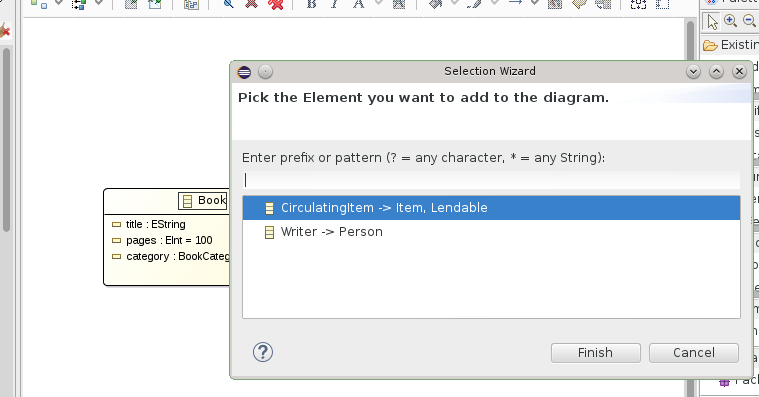 Selection Wizard
Existin
Pick the Element you want to add to the diagram.
Enter prefix or pattern (? = any character, * = any String):
Book
CirculatingItem -> Item, Lendable
title : EString
Writer -> Person
pages : EInt = 100
category : BookCateg
Finish
Cancel